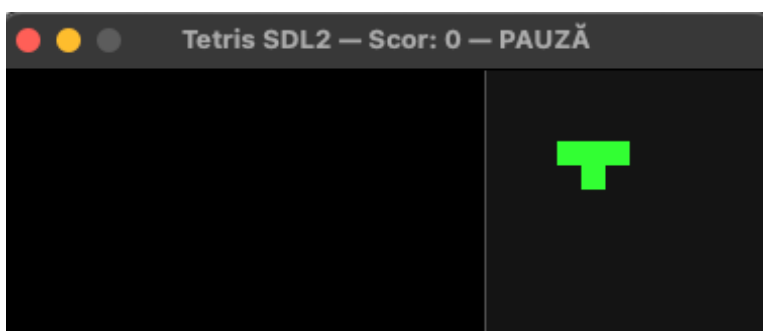 Tetris SDL2 — Scor: 0 — PAUZĂ